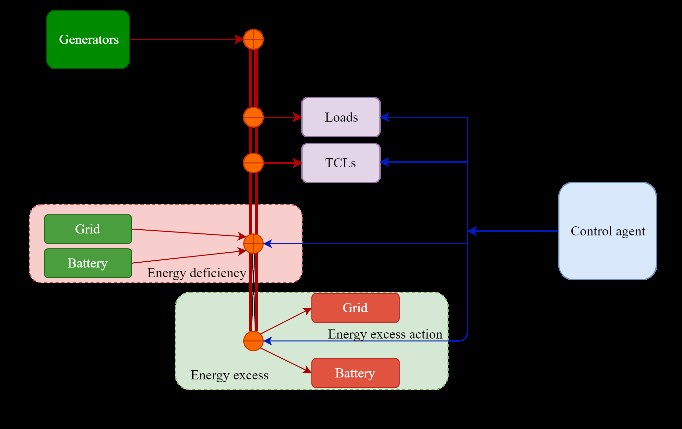 Generators
Loads
TCLs
Control agent
Grid
Battery
Energy deficiency
Grid
Energy excess action
Energy excess
Battery